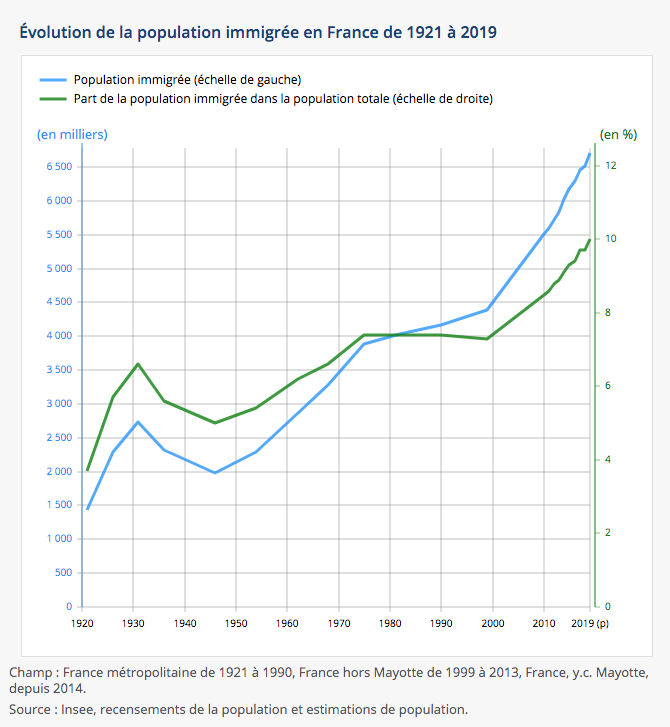 Évolution de la population immigrée en France de 1921 à 2019
Population immigrée (échelle de gauche)
Part de la population immigrée dans la population totale (échelle de droite)
(en milliers) (en %)
6 500 12
6 000
5 500 10
5 000
4 500 8
4 000
3 500 6
3 000
2 500
2 000 4
1 500
1 000 2
500
0 0
1920 1930 1940 1950 1960 1970 1980 1990 2000 2010 2019 (p)
Champ : France métropolitaine de 1921 à 1990, France hors Mayotte de 1999 à 2013, France, y.c. Mayotte,
depuis 2014.
Source : Insee, recensements de la population et estimations de population.